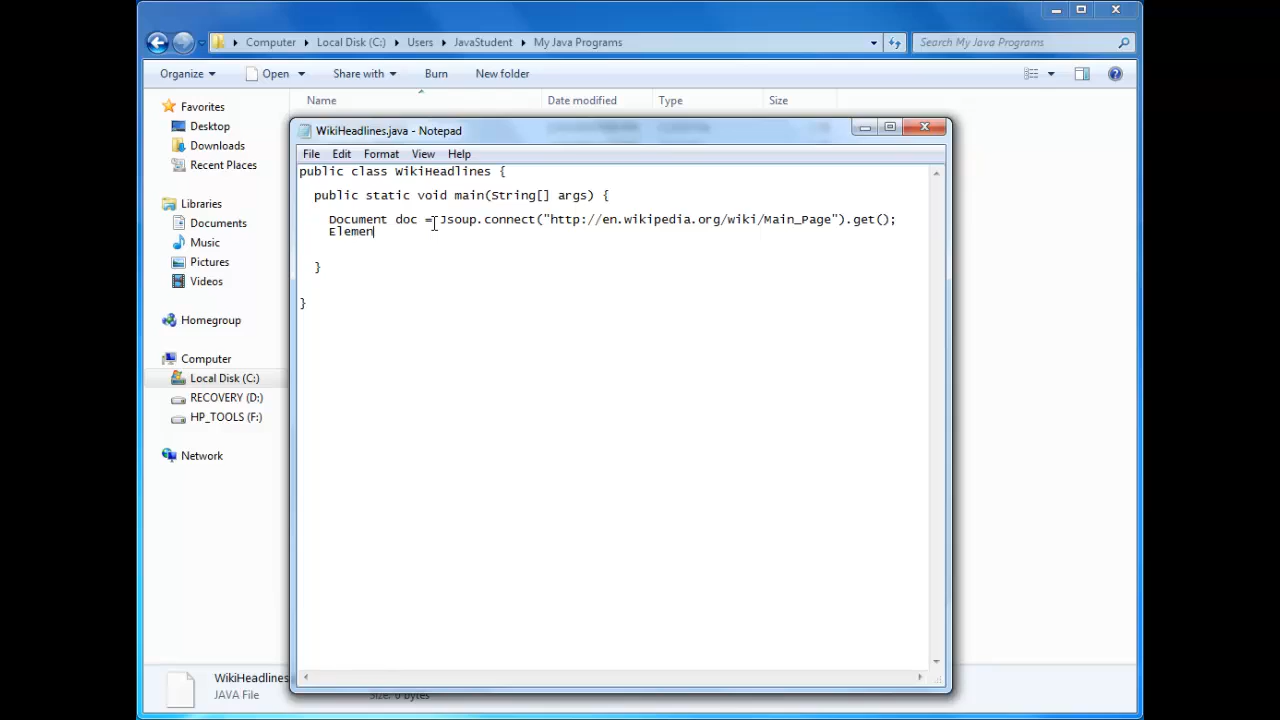 Computer ▸ Local Disk (C:) ▸ Users ▸ JavaStudent ▸ My Java Programs
Search My Java Programs
Organize Open Share with Burn New folder
Name Date modified Type Size
Favorites
Desktop
Downloads
Recent Places
Libraries
Documents
Music
Pictures
Videos
Homegroup
Computer
Local Disk (C:)
RECOVERY (D:)
HP_TOOLS (F:)
Network
WikiHeadlines.java - Notepad
File Edit Format View Help
public class WikiHeadlines {
public static void main(String[] args) {
Document doc = Jsoup.connect("http://en.wikipedia.org/wiki/Main_Page").get();
Elemen
}
}
WikiHeadlines
JAVA File
Size: 0 bytes